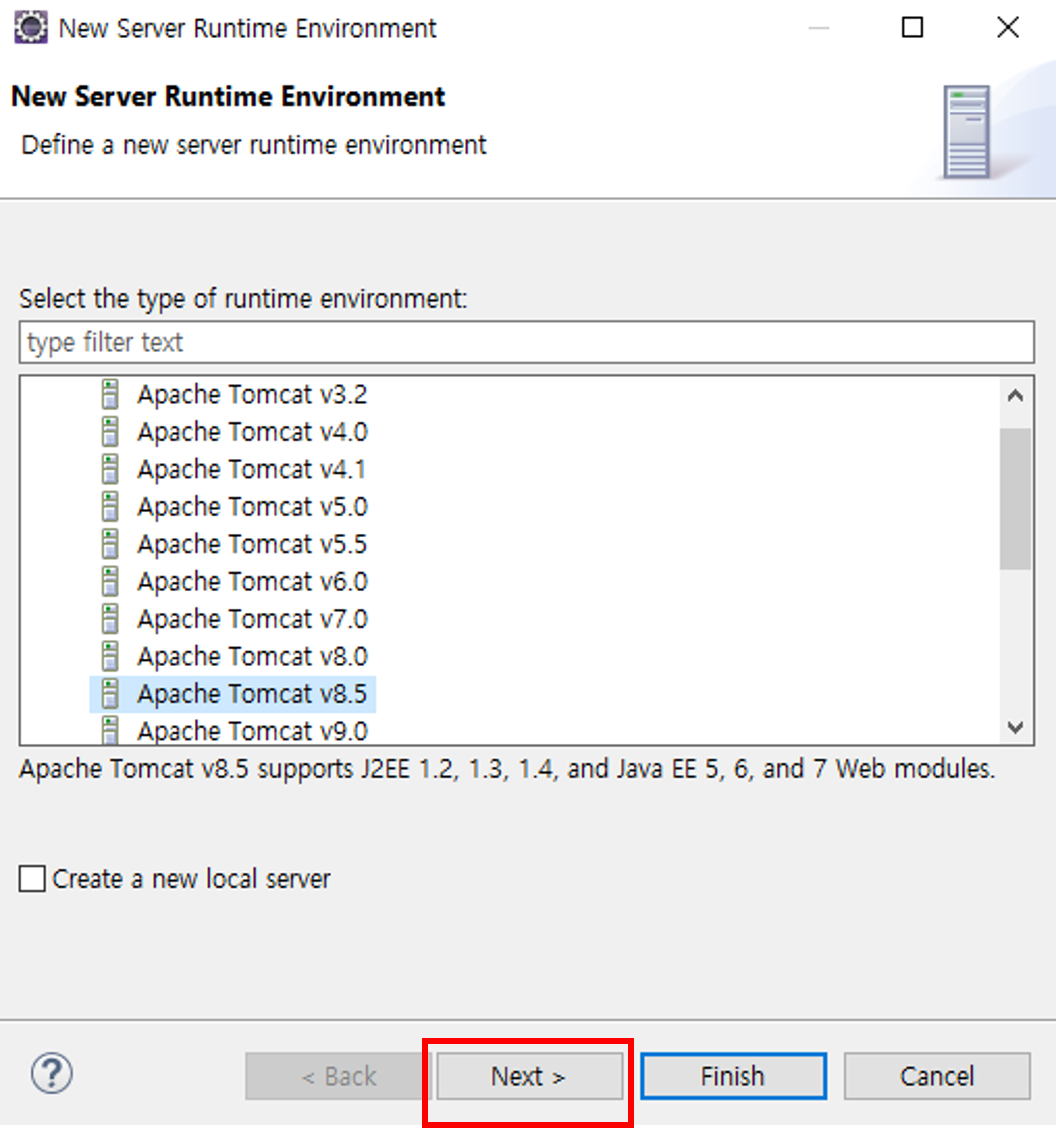 New Server Runtime Environment
New Server Runtime Environment
Define a new server runtime environment
Select the type of runtime environment:
type filter text
Apache Tomcat v3.2
Apache Tomcat v4.0
Apache Tomcat v4.1
Apache Tomcat v5.0
Apache Tomcat v5.5
Apache Tomcat v6.0
Apache Tomcat v7.0
Apache Tomcat v8.0
Apache Tomcat v8.5
Apache Tomcat v9.0
Apache Tomcat v8.5 supports J2EE 1.2, 1.3, 1.4, and Java EE 5, 6, and 7 Web modules.
Create a new local server
? < Back Next > Finish Cancel